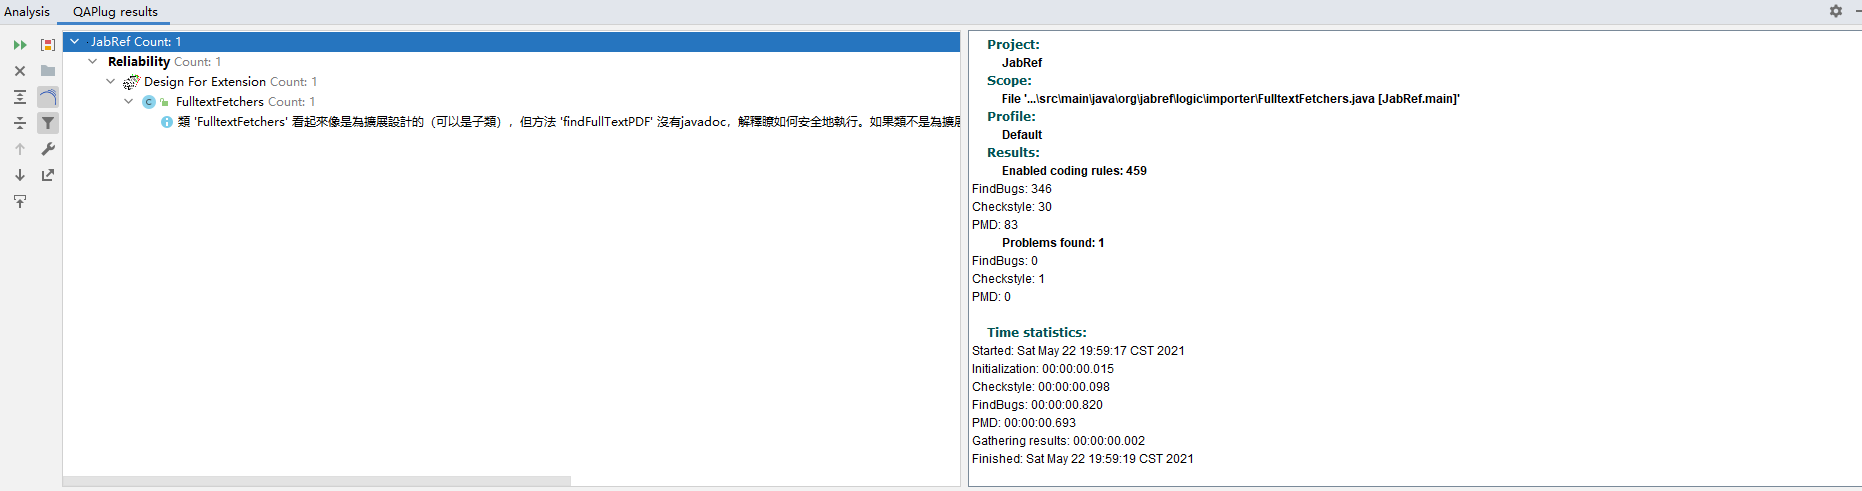 Analysis QAPlug results
JabRef Count: 1
Reliability Count: 1
Design For Extension Count: 1
FulltextFetchers Count: 1
類 'FulltextFetchers' 看起來像是為擴展設計的（可以是子類），但方法 'findFullTextPDF' 沒有javadoc，解釋瞭如何安全地執行。如果類不是為擴展
Project:
JabRef
Scope:
File '...\src\main\java\org\jabref\logic\importer\FulltextFetchers.java [JabRef.main]'
Profile:
Default
Results:
Enabled coding rules: 459
FindBugs: 346
Checkstyle: 30
PMD: 83
Problems found: 1
FindBugs: 0
Checkstyle: 1
PMD: 0
Time statistics:
Started: Sat May 22 19:59:17 CST 2021
Initialization: 00:00:00.015
Checkstyle: 00:00:00.098
FindBugs: 00:00:00.820
PMD: 00:00:00.693
Gathering results: 00:00:00.002
Finished: Sat May 22 19:59:19 CST 2021